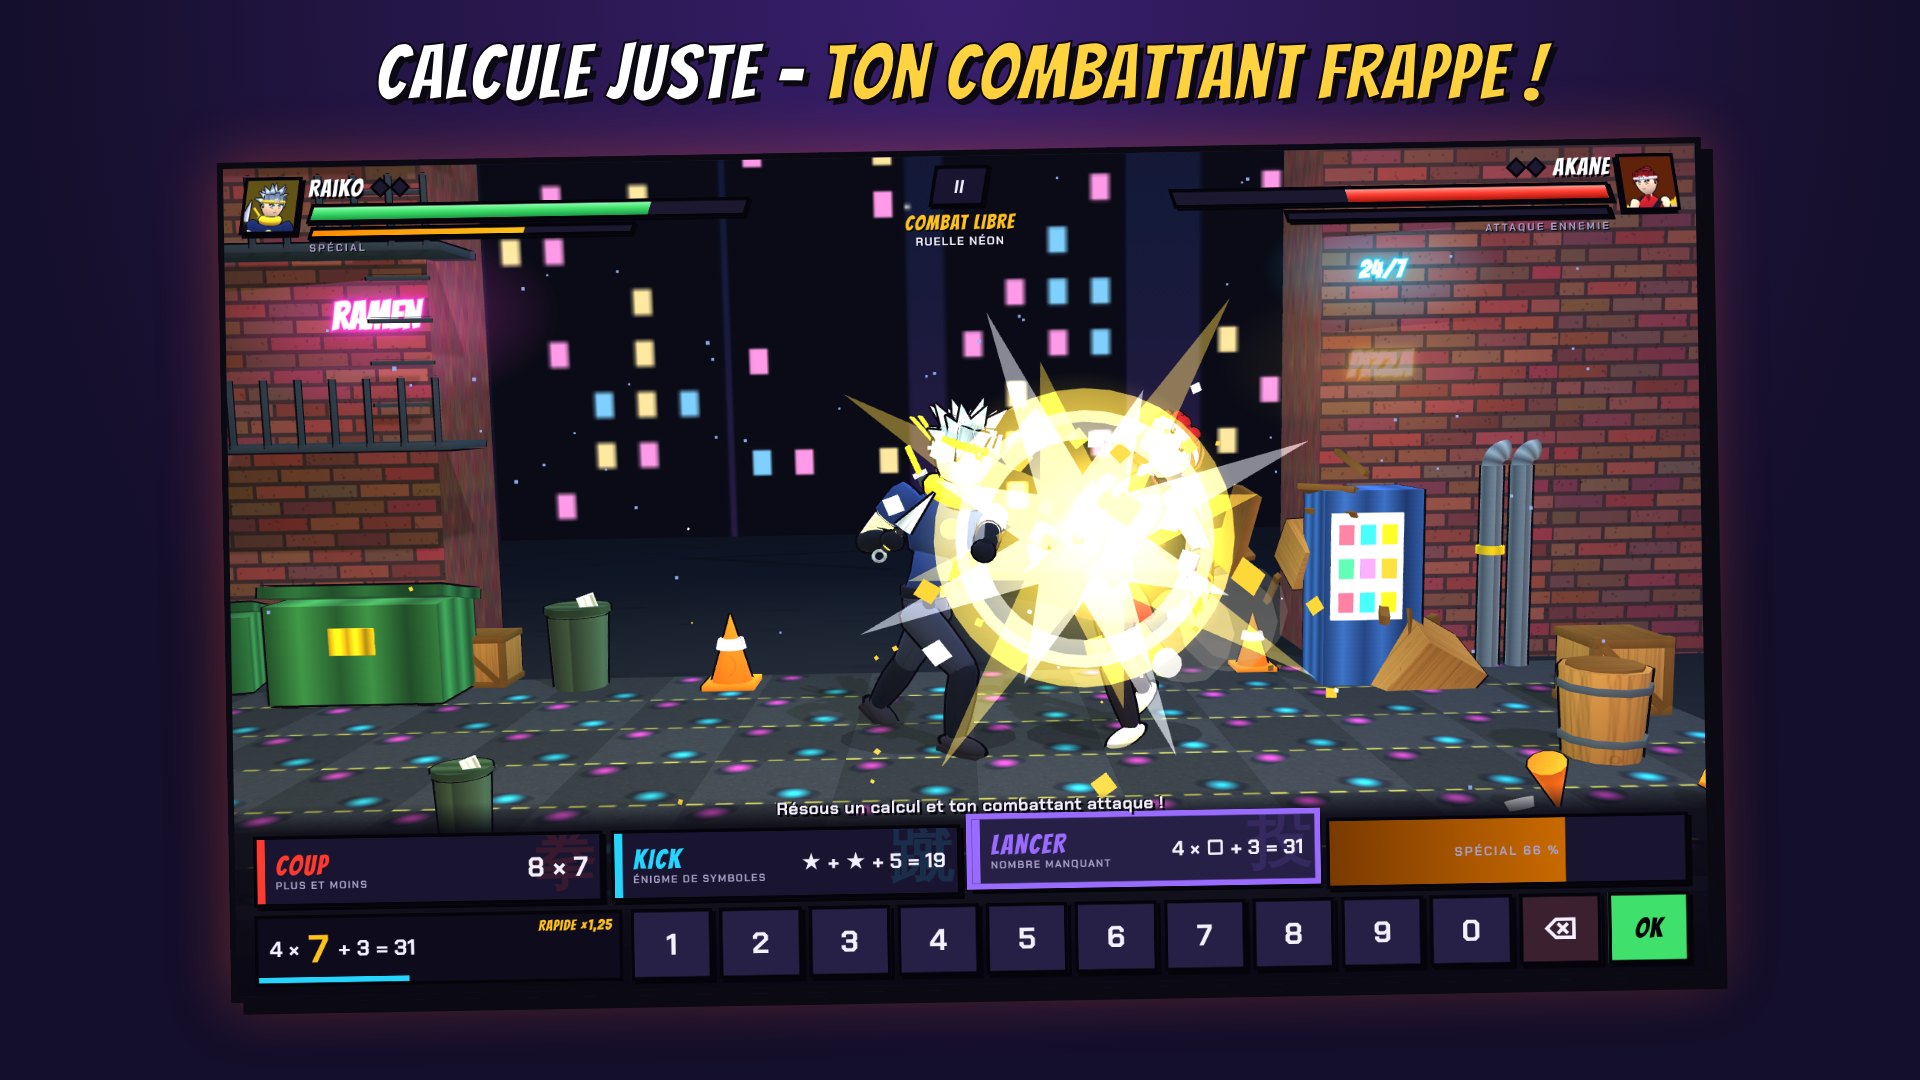 CALCULE JUSTE - TON COMBATTANT FRAPPE !
RAIKO
SPÉCIAL
COMBAT LIBRE
RUELLE NÉON
AKANE
ATTAQUE ENNEMIE
RAMEN
24/7
PIZZA
Résous un calcul et ton combattant attaque !
COUP
PLUS ET MOINS
拳
8 × 7
KICK
ÉNIGME DE SYMBOLES
蹴
★ + ★ + 5 = 19
LANCER
NOMBRE MANQUANT
投
4 × □ + 3 = 31
SPÉCIAL 66 %
RAPIDE ×1,25
4 × 7 + 3 = 31
1 2 3 4 5 6 7 8 9 0 OK